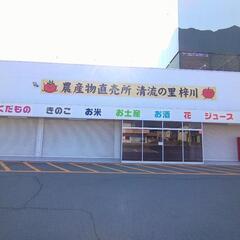 農産物直売所 清流の里梓川
くだもの きのこ お米 お土産 お酒 花 ジュース